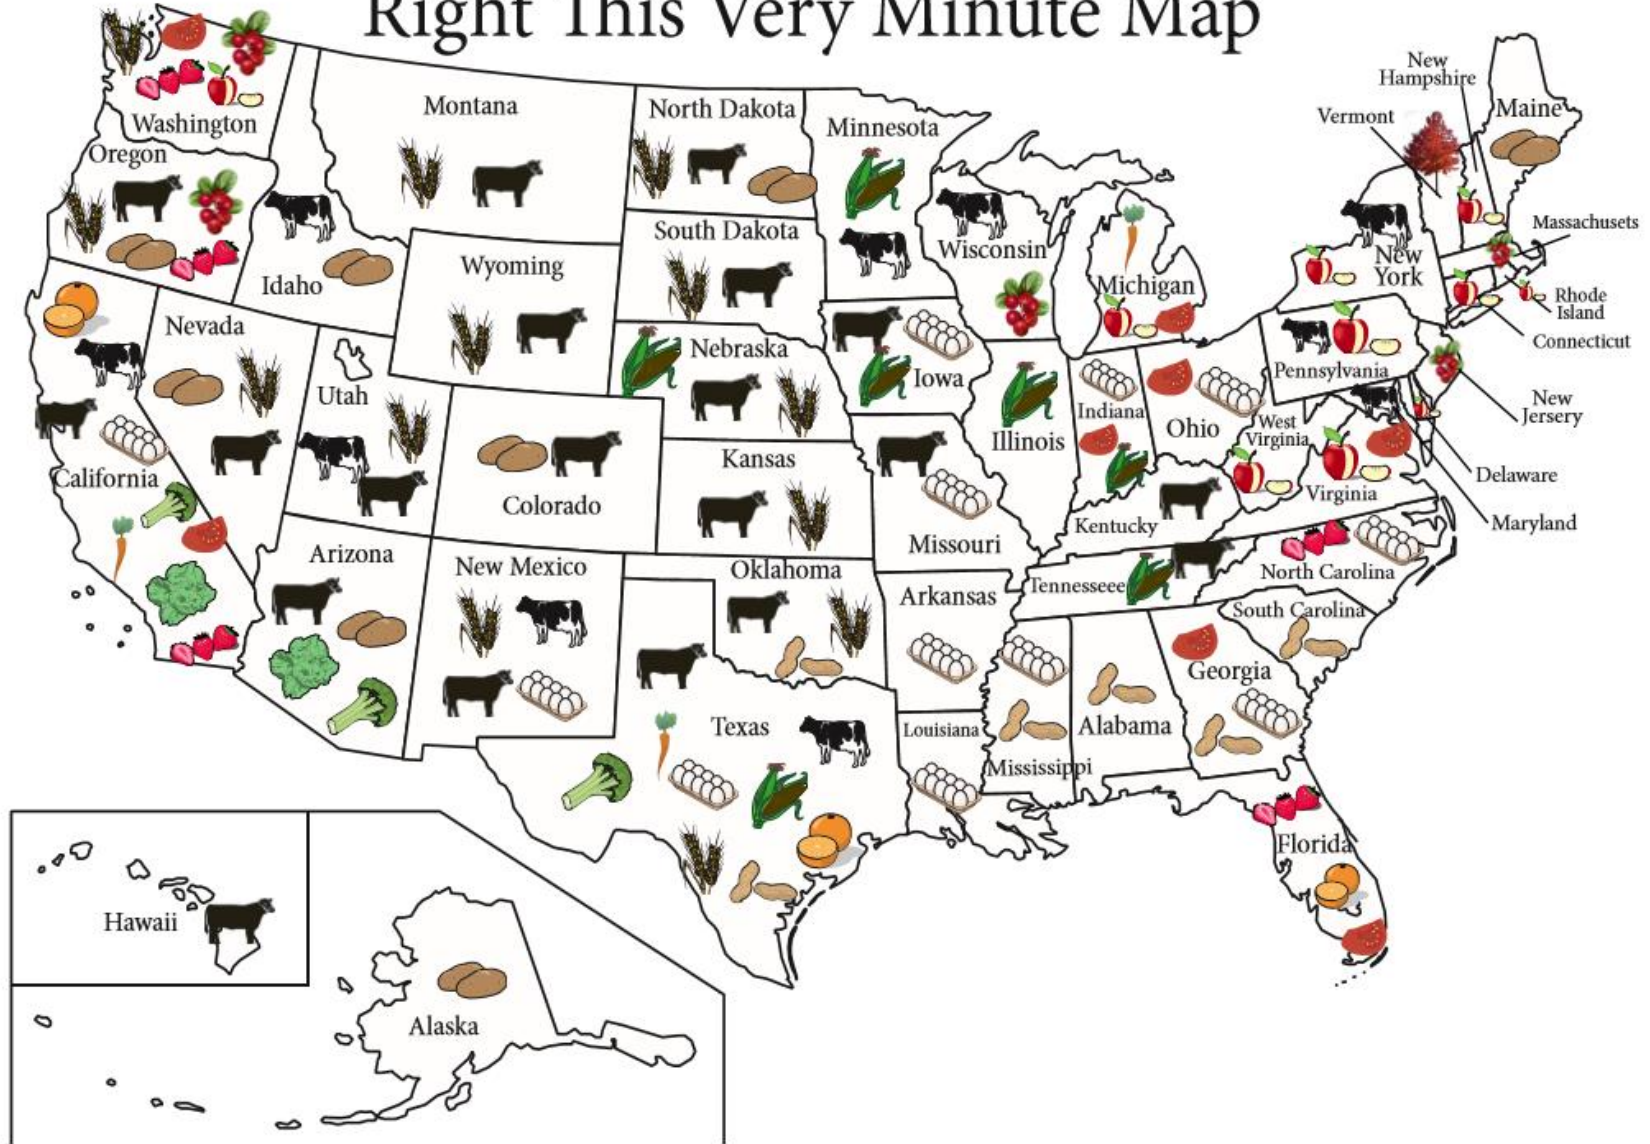 Right This Very Minute Map
Washington
Montana
North Dakota
Minnesota
New
Hampshire
Vermont
Maine
Oregon
Idaho
Wyoming
South Dakota
Wisconsin
Michigan
New
York
Massachusets
Rhode
Island
Connecticut
Nevada
Utah
Nebraska
Iowa
Pennsylvania
New
Jersery
California
Colorado
Kansas
Illinois
Indiana
Ohio
West
Virginia
Virginia
Delaware
Maryland
Missouri
Kentucky
Arizona
New Mexico
Oklahoma
Arkansas
Tennesseee
North Carolina
South Carolina
Texas
Louisiana
Mississippi
Alabama
Georgia
Florida
Hawaii
Alaska